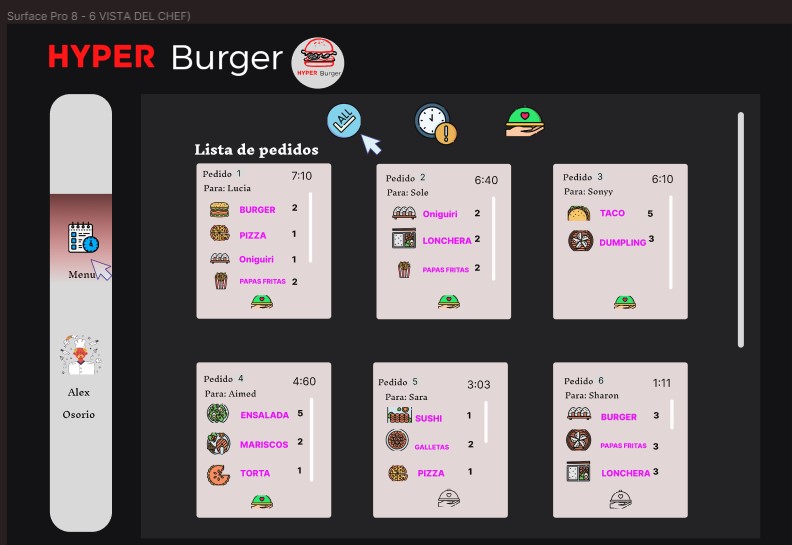 Surface Pro 8 - 6 VISTA DEL CHEF)
HYPER Burger
HYPER Burger
ALL
Lista de pedidos
Pedido 1 7:10
Para: Lucia
BURGER 2
PIZZA 1
Oniguiri 1
PAPAS FRITAS 2
Pedido 2 6:40
Para: Sole
Oniguiri 2
LONCHERA 2
PAPAS FRITAS 2
Pedido 3 6:10
Para: Sonyy
TACO 5
DUMPLING 3
Menu
Alex
Osorio
Pedido 4 4:60
Para: Aimed
ENSALADA 5
MARISCOS 2
TORTA 1
Pedido 5 3:03
Para: Sara
SUSHI 1
GALLETAS 2
PIZZA 1
Pedido 6 1:11
Para: Sharon
BURGER 3
PAPAS FRITAS 3
LONCHERA 3